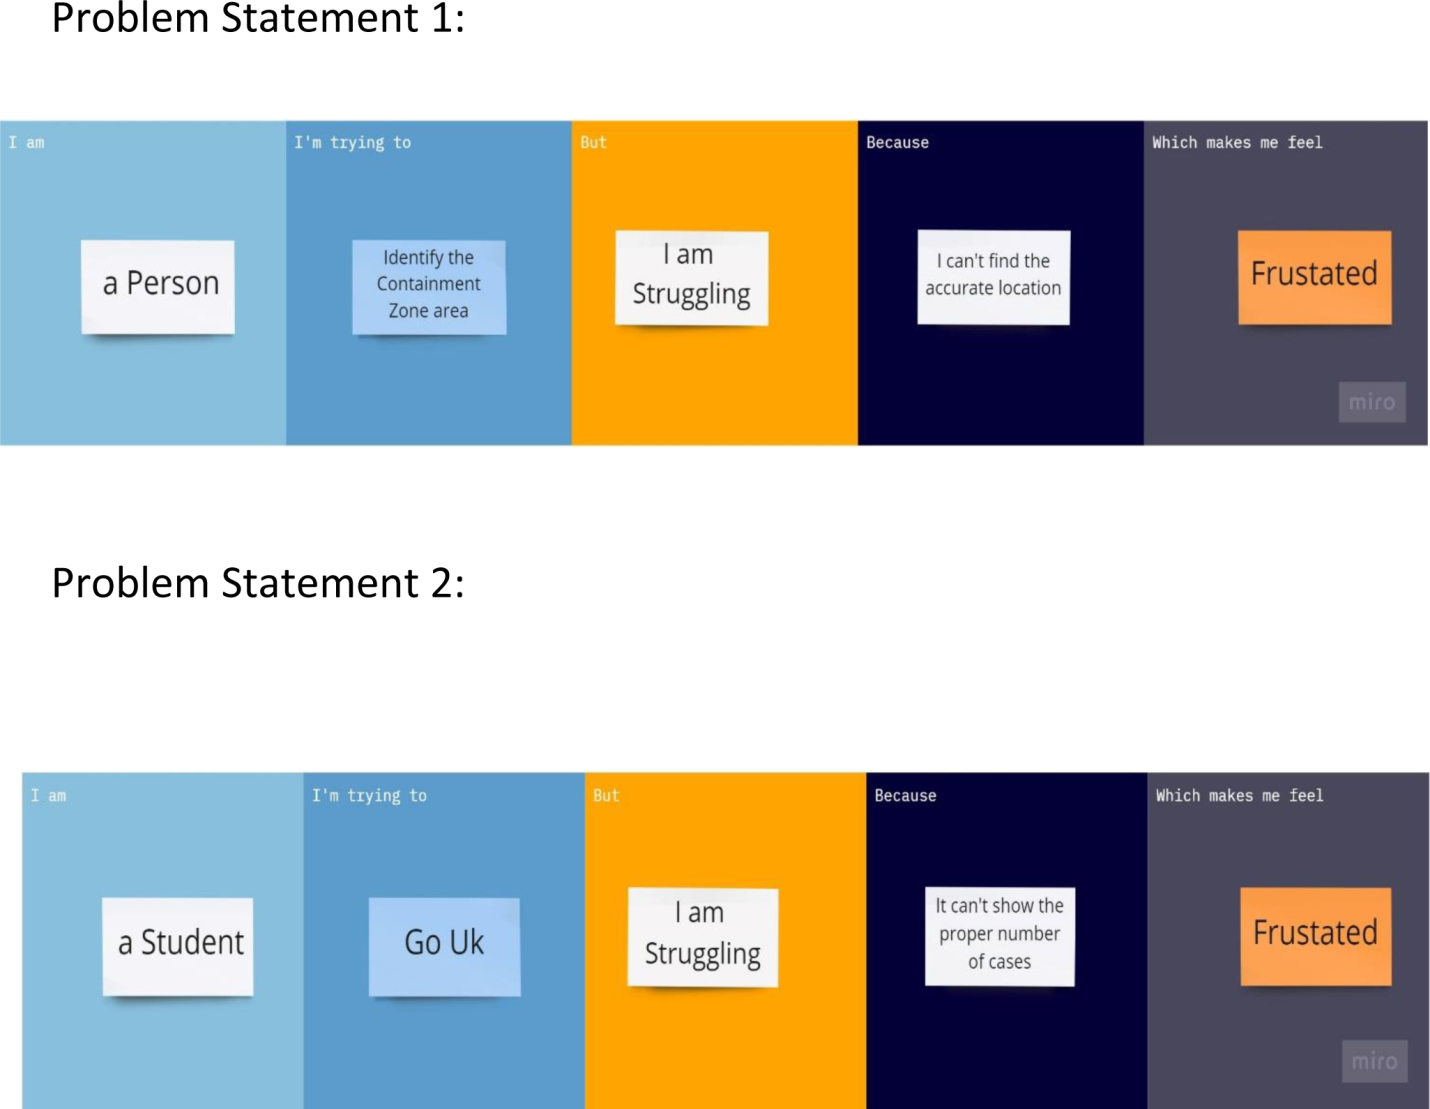 Problem Statement 1:
I am
I'm trying to
But
Because
Which makes me feel
a Person
Identify the
Containment
Zone area
I am
Struggling
I can't find the
accurate location
Frustated
miro
Problem Statement 2:
I am
I'm trying to
But
Because
Which makes me feel
a Student
Go Uk
I am
Struggling
It can't show the
proper number
of cases
Frustated
miro